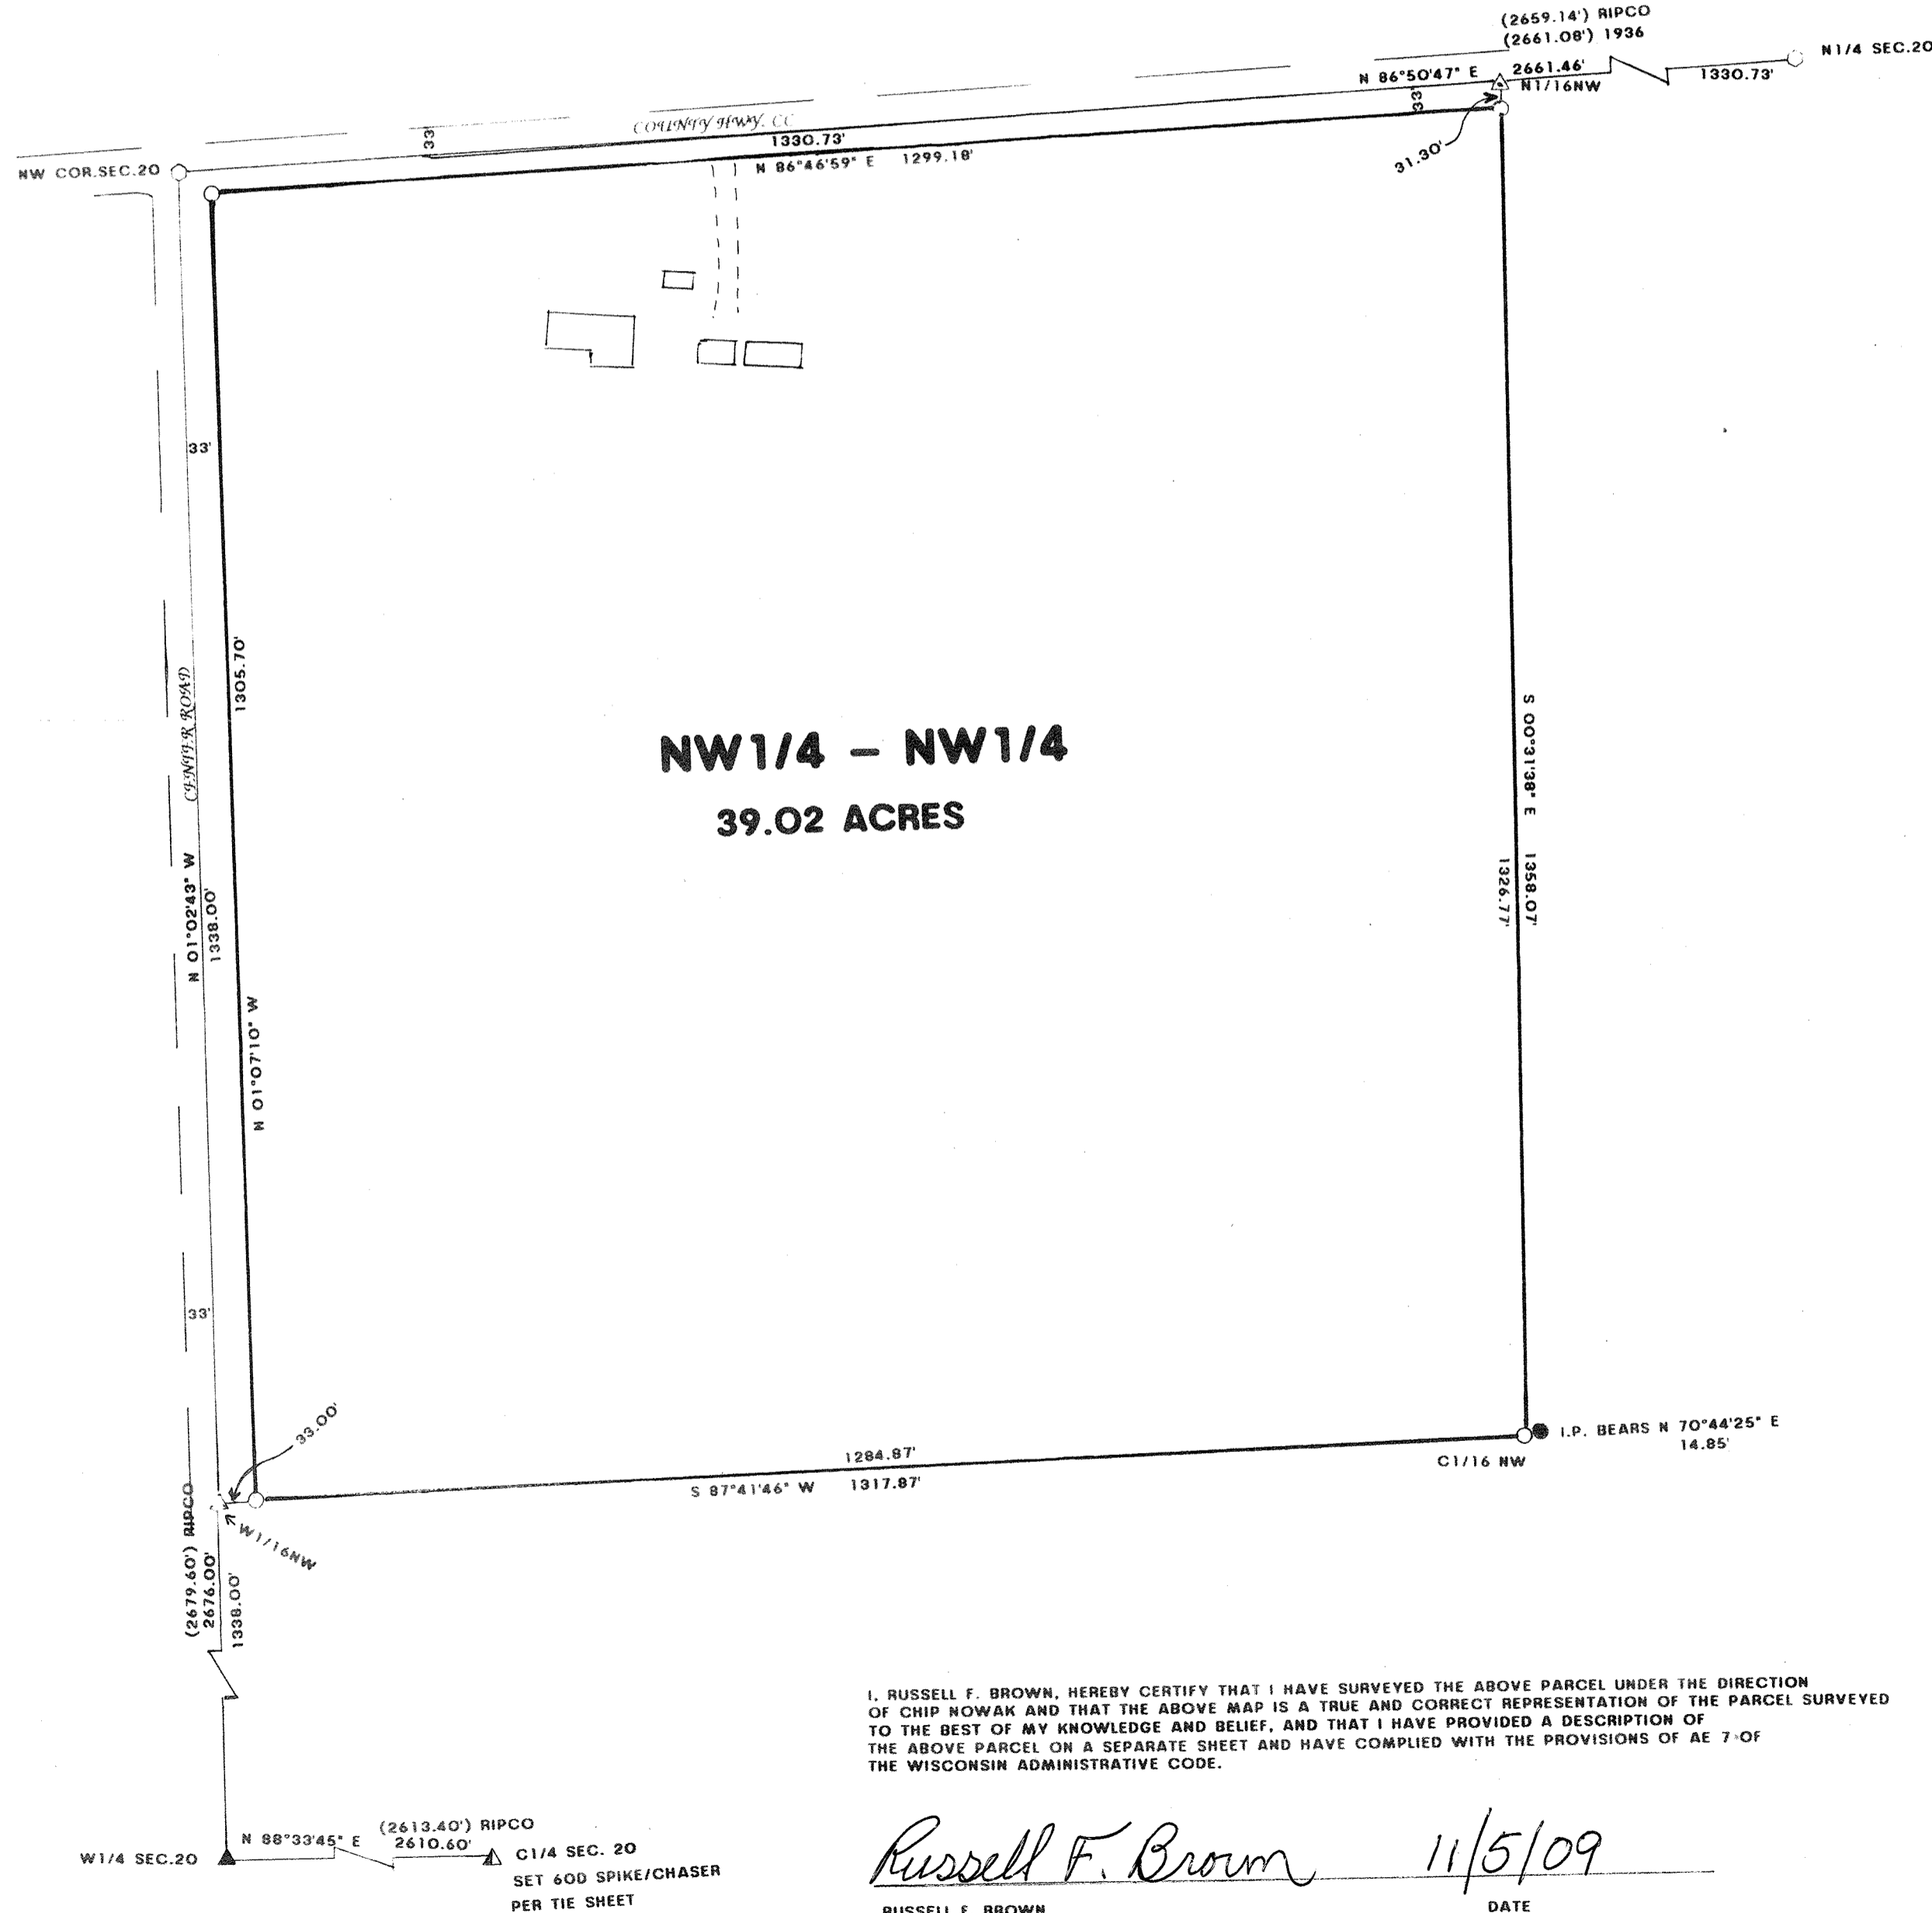 (2659.14') RIPCO
(2661.08') 1936
N1/4 SEC.20
N 86°50'47" E
2661.46'
1330.73'
N1/16NW
33'
33'
COUNTY HWY. CC
1330.73'
N 86°46'59" E 1299.18'
31.30'
NW COR.SEC.20
33'
1305.70'
CENTER ROAD
N 01°02'43" W
1338.00'
N 01°07'10" W
NW1/4 – NW1/4
39.02 ACRES
S 00°31'38" E 1358.07'
1326.77'
33'
33.00'
1284.87'
S 87°41'46" W 1317.87'
C1/16 NW
I.P. BEARS N 70°44'25" E
14.85'
W1/16NW
(2679.60') RIPCO
2676.00'
1338.00'
I, RUSSELL F. BROWN, HEREBY CERTIFY THAT I HAVE SURVEYED THE ABOVE PARCEL UNDER THE DIRECTION
OF CHIP NOWAK AND THAT THE ABOVE MAP IS A TRUE AND CORRECT REPRESENTATION OF THE PARCEL SURVEYED
TO THE BEST OF MY KNOWLEDGE AND BELIEF, AND THAT I HAVE PROVIDED A DESCRIPTION OF
THE ABOVE PARCEL ON A SEPARATE SHEET AND HAVE COMPLIED WITH THE PROVISIONS OF AE 7 OF
THE WISCONSIN ADMINISTRATIVE CODE.
W1/4 SEC.20
N 88°33'45" E
(2613.40') RIPCO
2610.60'
C1/4 SEC. 20
SET 60D SPIKE/CHASER
PER TIE SHEET
Russell F. Brown 11/5/09
RUSSELL F. BROWN
DATE